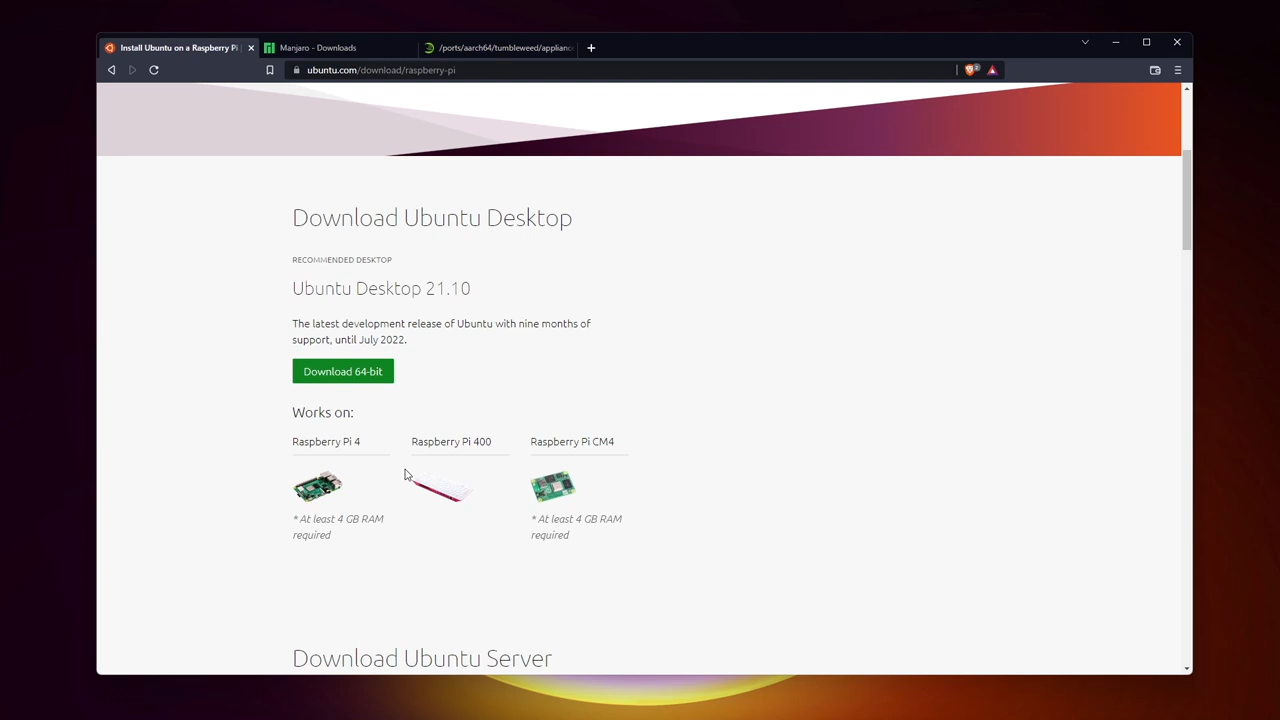 Install Ubuntu on a Raspberry Pi
Manjaro - Downloads
/ports/aarch64/tumbleweed/applianc
ubuntu.com/download/raspberry-pi
Download Ubuntu Desktop
RECOMMENDED DESKTOP
Ubuntu Desktop 21.10
The latest development release of Ubuntu with nine months of
support, until July 2022.
Download 64-bit
Works on:
Raspberry Pi 4
Raspberry Pi 400
Raspberry Pi CM4
* At least 4 GB RAM
required
* At least 4 GB RAM
required
Download Ubuntu Server